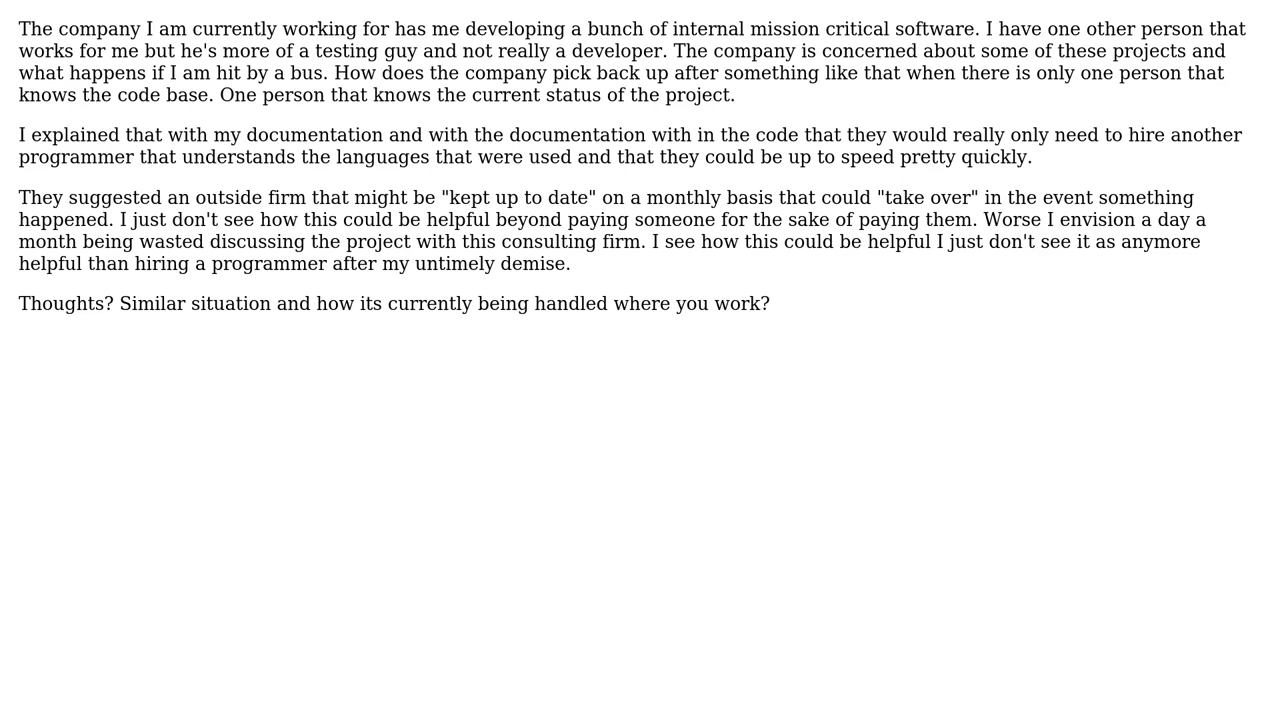 The company I am currently working for has me developing a bunch of internal mission critical software. I have one other person that
works for me but he's more of a testing guy and not really a developer. The company is concerned about some of these projects and
what happens if I am hit by a bus. How does the company pick back up after something like that when there is only one person that
knows the code base. One person that knows the current status of the project.
I explained that with my documentation and with the documentation with in the code that they would really only need to hire another
programmer that understands the languages that were used and that they could be up to speed pretty quickly.
They suggested an outside firm that might be "kept up to date" on a monthly basis that could "take over" in the event something
happened. I just don't see how this could be helpful beyond paying someone for the sake of paying them. Worse I envision a day a
month being wasted discussing the project with this consulting firm. I see how this could be helpful I just don't see it as anymore
helpful than hiring a programmer after my untimely demise.
Thoughts? Similar situation and how its currently being handled where you work?